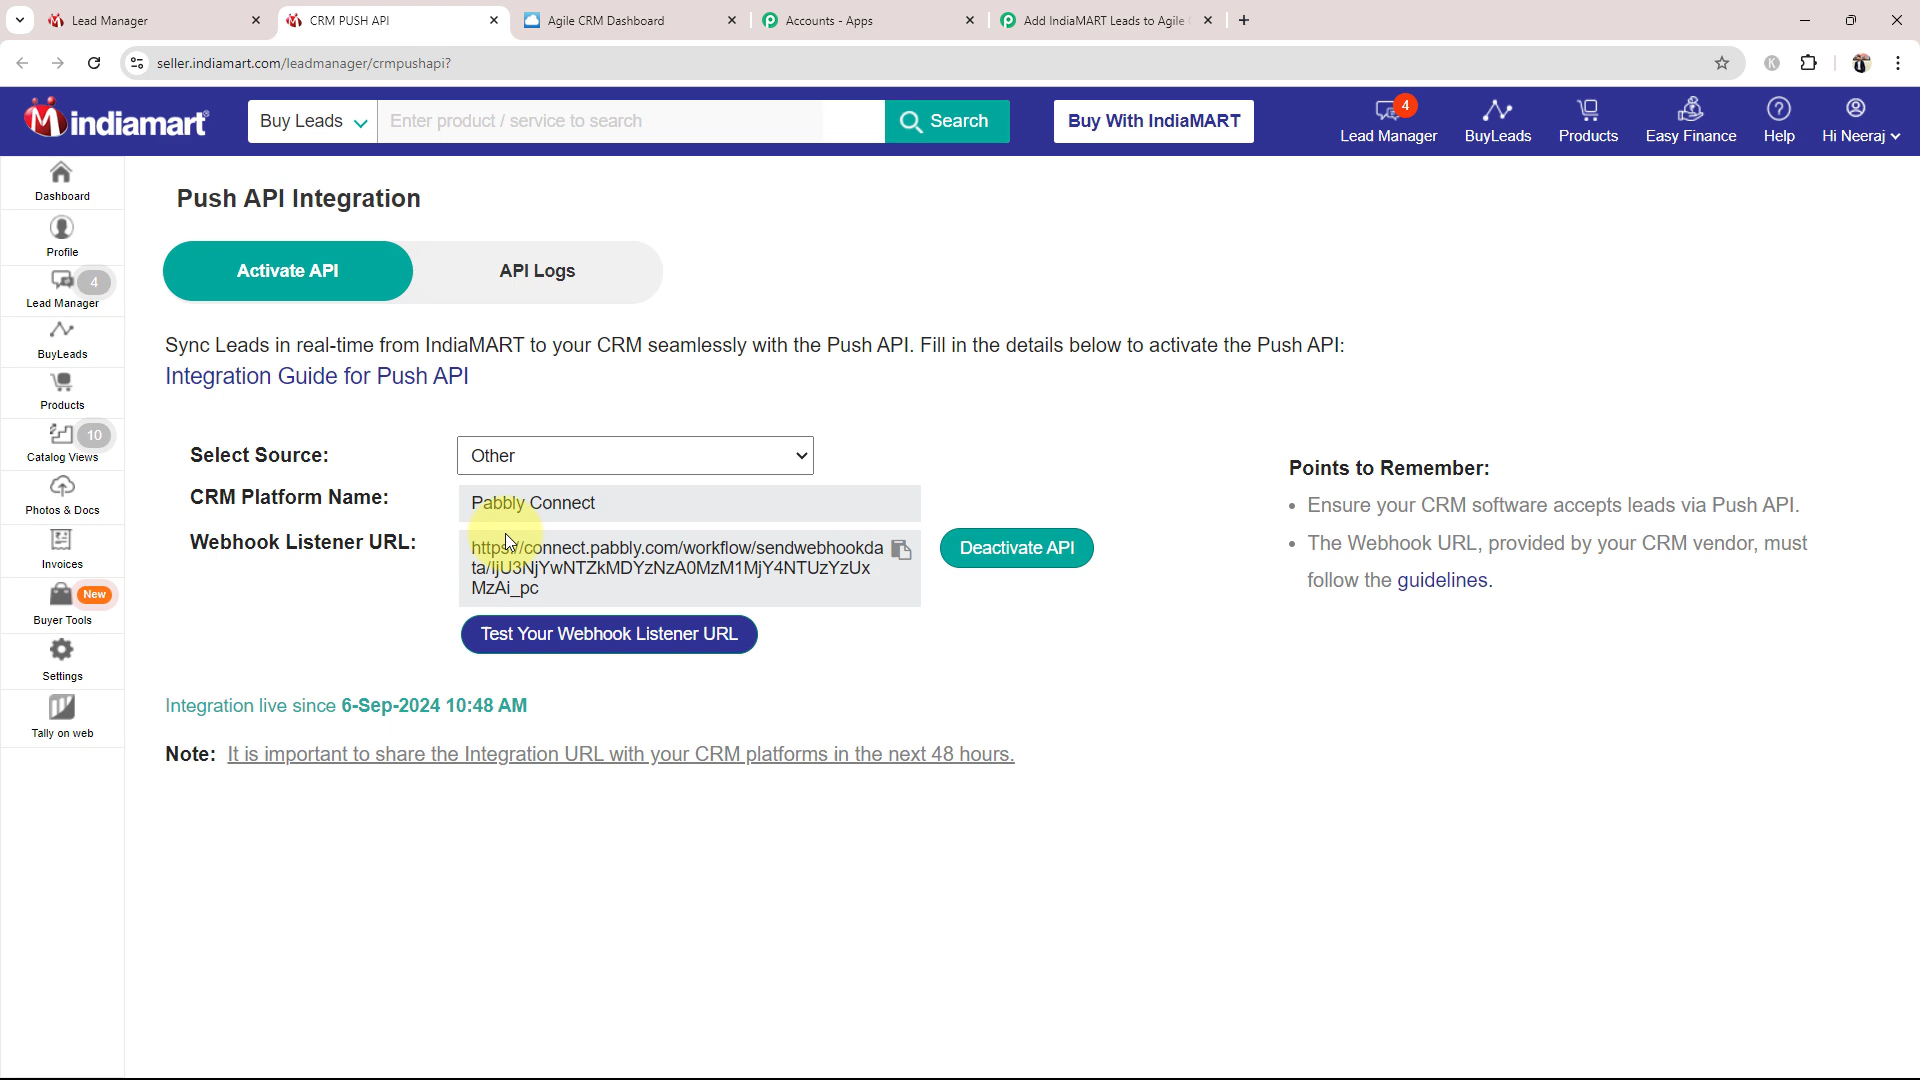 Lead Manager
CRM PUSH API
Agile CRM Dashboard
Accounts - Apps
Add IndiaMART Leads to Agile
seller.indiamart.com/leadmanager/crmpushapi?
K
indiamart
Buy Leads
Enter product / service to search
Search
Buy With IndiaMART
4
Lead Manager
BuyLeads
Products
Easy Finance
Help
Hi Neeraj
Dashboard
Profile
4
Lead Manager
BuyLeads
Products
10
Catalog Views
Photos & Docs
Invoices
New
Buyer Tools
Settings
Tally on web
Push API Integration
Activate API
API Logs
Sync Leads in real-time from IndiaMART to your CRM seamlessly with the Push API. Fill in the details below to activate the Push API:
Integration Guide for Push API
Select Source:
Other
CRM Platform Name:
Pabbly Connect
Webhook Listener URL:
https://connect.pabbly.com/workflow/sendwebhookda
ta/IjU3NjYwNTZkMDYzNzA0MzM1MjY4NTUzYzUx
MzAi_pc
Deactivate API
Test Your Webhook Listener URL
Points to Remember:
• Ensure your CRM software accepts leads via Push API.
• The Webhook URL, provided by your CRM vendor, must
follow the guidelines.
Integration live since 6-Sep-2024 10:48 AM
Note: It is important to share the Integration URL with your CRM platforms in the next 48 hours.